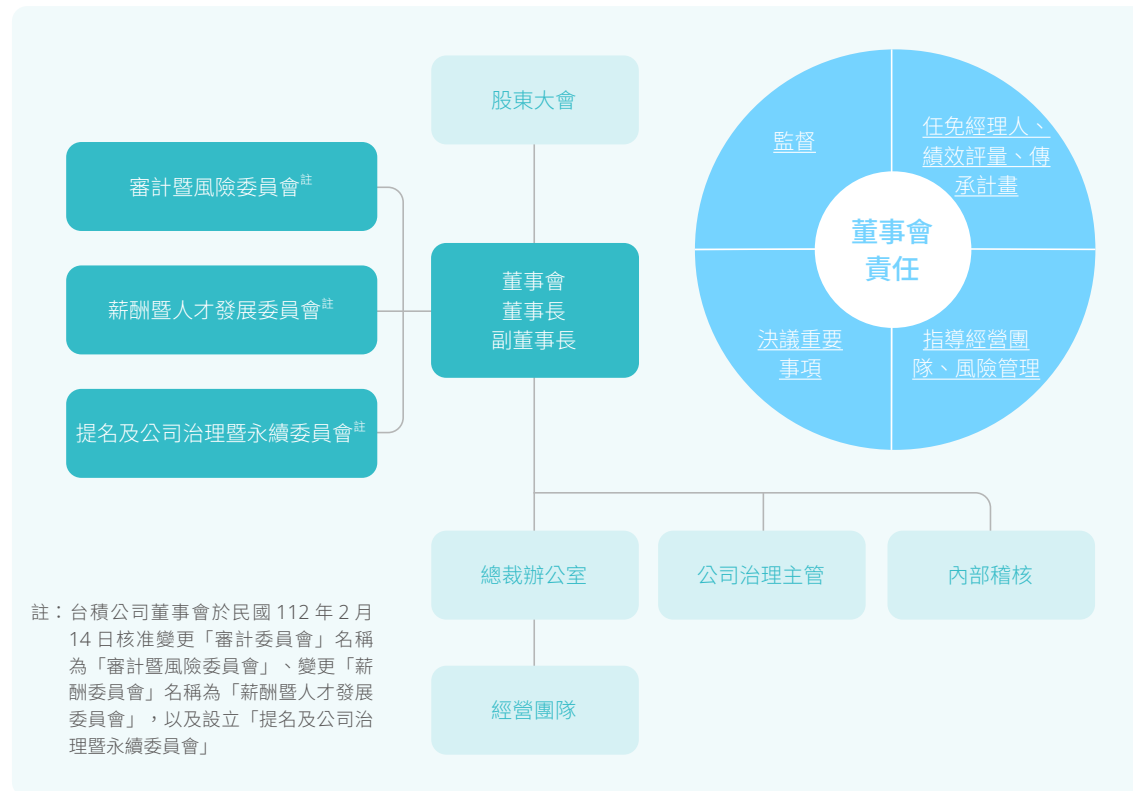 股東大會
審計暨風險委員會註
薪酬暨人才發展委員會註
提名及公司治理暨永續委員會註
董事會
董事長
副董事長
監督
任免經理人、
績效評量、傳
承計畫
董事會
責任
決議重要
事項
指導經營團
隊、風險管理
總裁辦公室
公司治理主管
內部稽核
經營團隊
註：台積公司董事會於民國 112 年 2 月
14 日核准變更「審計委員會」名稱
為「審計暨風險委員會」、變更「薪
酬委員會」名稱為「薪酬暨人才發展
委員會」，以及設立「提名及公司治
理暨永續委員會」